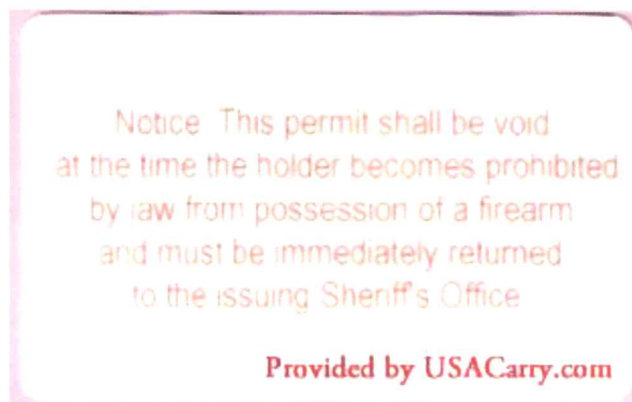 Notice This permit shall be void
at the time the holder becomes prohibited
by law from possession of a firearm
and must be immediately returned
to the issuing Sheriff's Office
Provided by USACarry.com